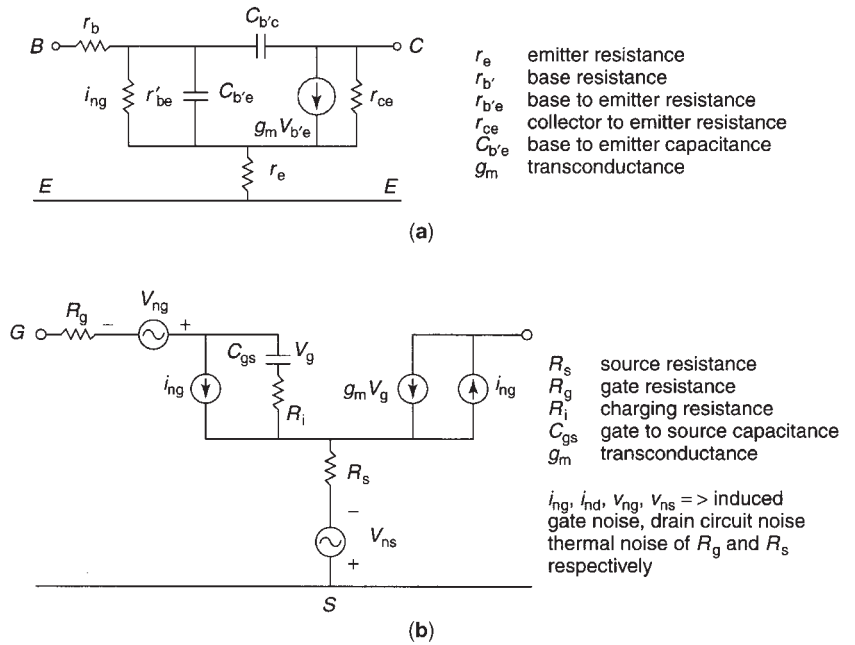 C_b'c
r_b
B
C
i_ng r'_be C_b'e g_m V_b'e r_ce
r_e
E E
r_e emitter resistance
r_b' base resistance
r_b'e base to emitter resistance
r_ce collector to emitter resistance
C_b'e base to emitter capacitance
g_m transconductance
(a)
V_ng
R_g
G
- +
C_gs V_g
i_ng
R_i
g_m V_g
i_ng
R_s
-
V_ns
+
S
R_s source resistance
R_g gate resistance
R_i charging resistance
C_gs gate to source capacitance
g_m transconductance
i_ng, i_nd, v_ng, v_ns = > induced
gate noise, drain circuit noise
thermal noise of R_g and R_s
respectively
(b)